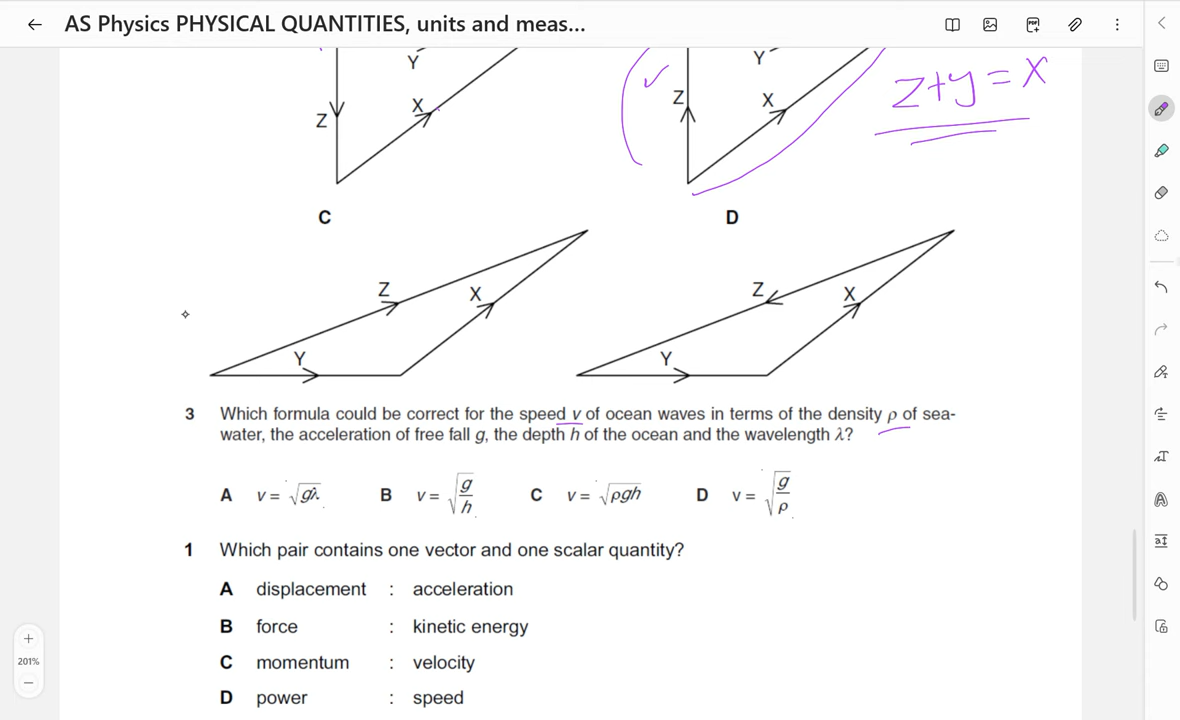 AS Physics PHYSICAL QUANTITIES, units and meas...
Y
Y
z+y=x
X
X
Z
Z
C
D
Z
X
Z
X
Y
Y
3 Which formula could be correct for the speed v of ocean waves in terms of the density ρ of sea-
water, the acceleration of free fall g, the depth h of the ocean and the wavelength λ?
A v = √gλ B v = √g/h C v = √ρgh D v = √g/ρ
1 Which pair contains one vector and one scalar quantity?
A displacement : acceleration
B force : kinetic energy
C momentum : velocity
D power : speed
201%